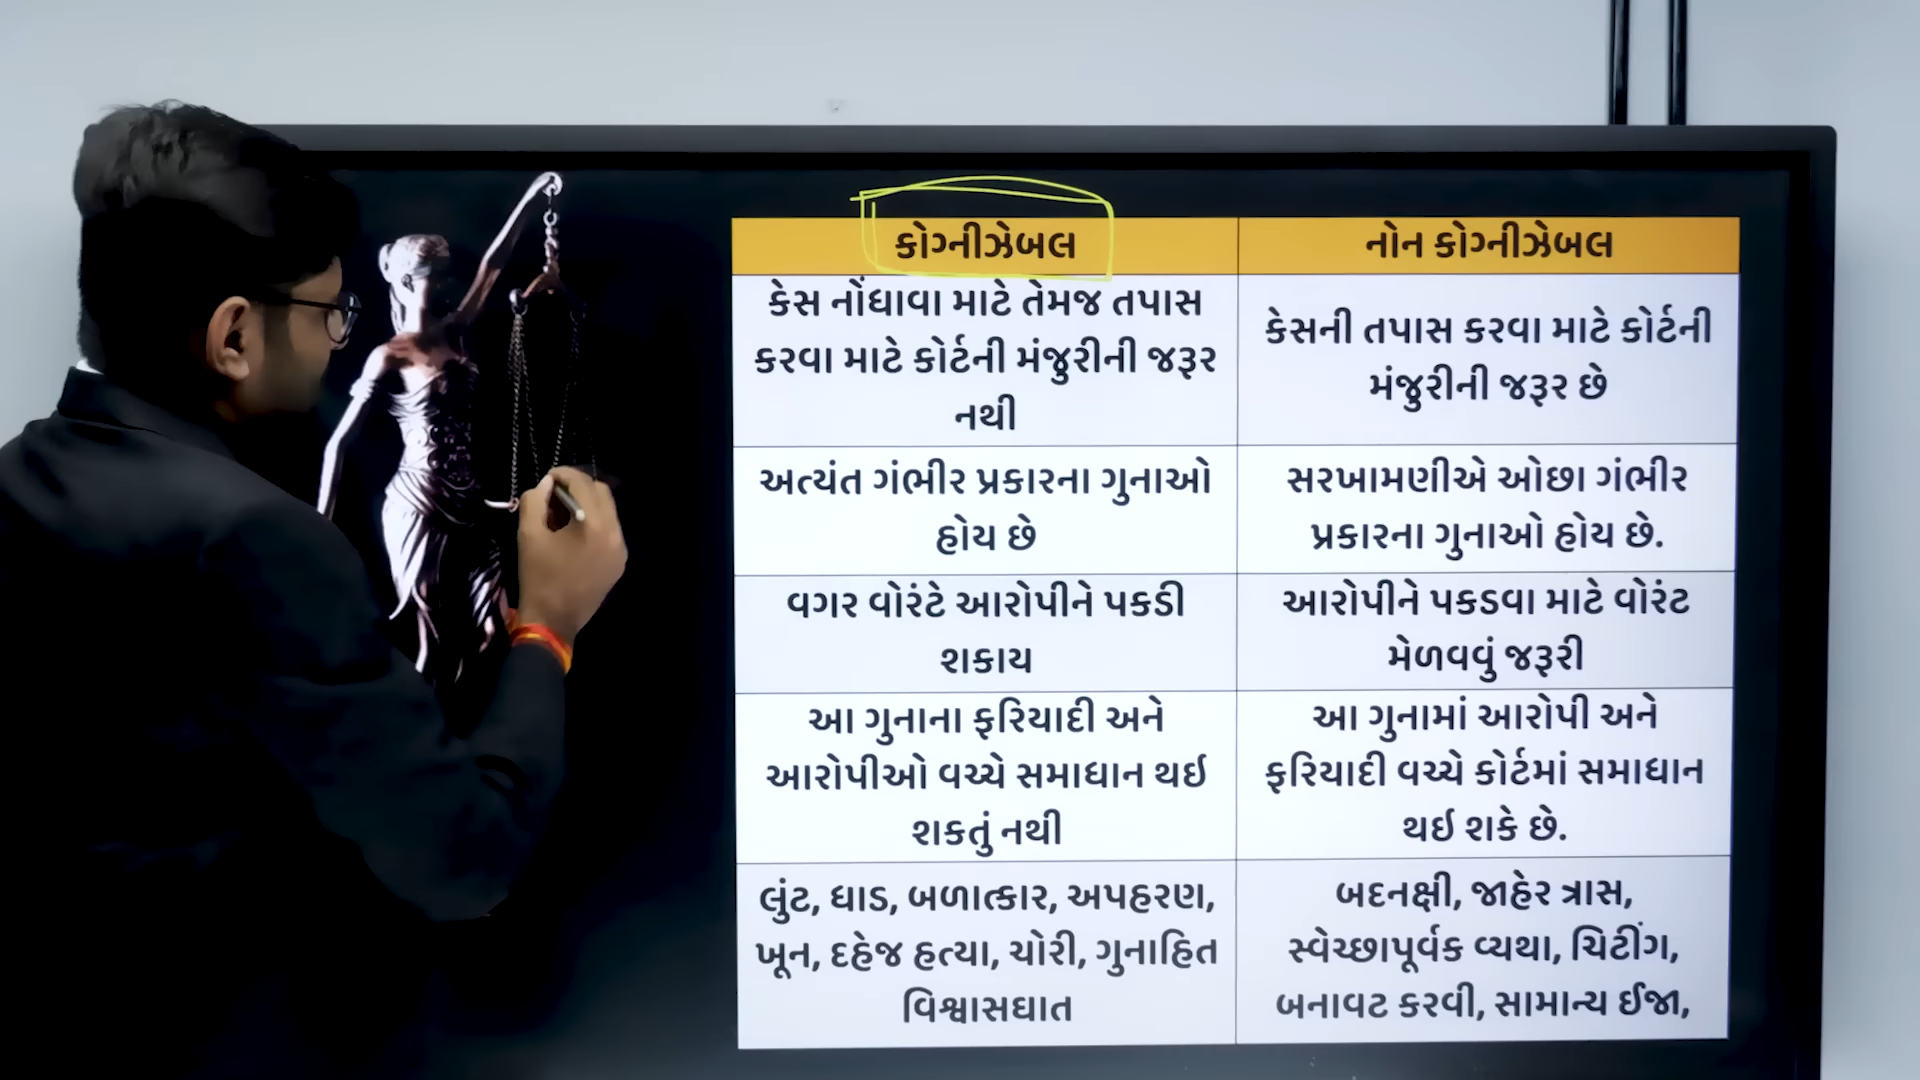 કોગ્નીઝેબલ
નોન કોગ્નીઝેબલ
કેસ નોંધાવા માટે તેમજ તપાસ
કરવા માટે કોર્ટની મંજુરીની જરૂર
નથી
કેસની તપાસ કરવા માટે કોર્ટની
મંજુરીની જરૂર છે
અત્યંત ગંભીર પ્રકારના ગુનાઓ
હોય છે
સરખામણીએ ઓછા ગંભીર
પ્રકારના ગુનાઓ હોય છે.
વગર વોરંટે આરોપીને પકડી
શકાય
આરોપીને પકડવા માટે વોરંટ
મેળવવું જરૂરી
આ ગુનાના ફરિયાદી અને
આરોપીઓ વચ્ચે સમાધાન થઇ
શકતું નથી
આ ગુનામાં આરોપી અને
ફરિયાદી વચ્ચે કોર્ટમાં સમાધાન
થઇ શકે છે.
લુંટ, ધાડ, બળાત્કાર, અપહરણ,
ખૂન, દહેજ હત્યા, ચોરી, ગુનાહિત
વિશ્વાસઘાત
બદનક્ષી, જાહેર ત્રાસ,
સ્વેચ્છાપૂર્વક વ્યથા, ચિટીંગ,
બનાવટ કરવી, સામાન્ય ઈજા,